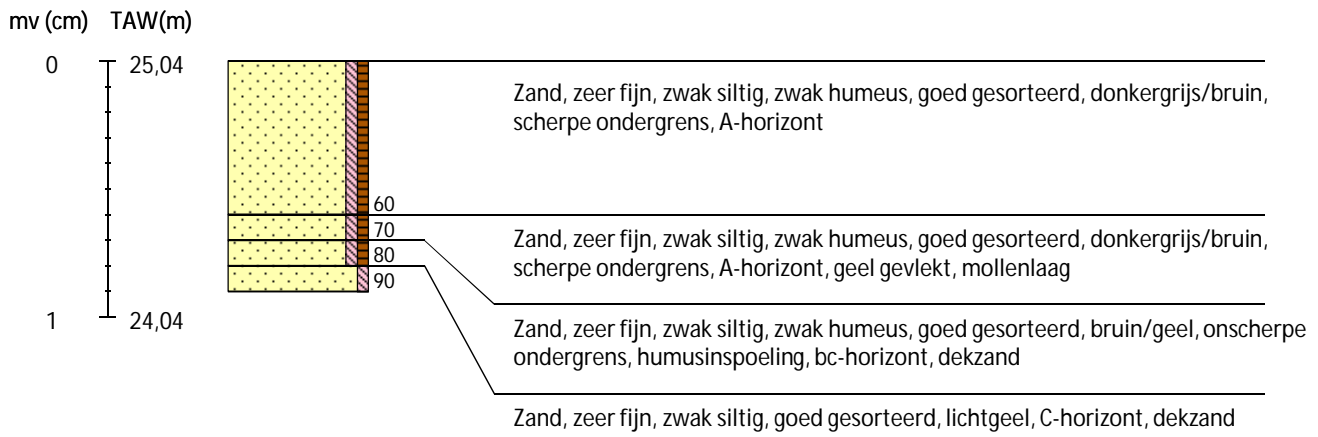 mv (cm) TAW(m)
0 25,04
Zand, zeer fijn, zwak siltig, zwak humeus, goed gesorteerd, donkergrijs/bruin,
scherpe ondergrens, A-horizont
60
70
Zand, zeer fijn, zwak siltig, zwak humeus, goed gesorteerd, donkergrijs/bruin,
80
scherpe ondergrens, A-horizont, geel gevlekt, mollenlaag
90
1 24,04
Zand, zeer fijn, zwak siltig, zwak humeus, goed gesorteerd, bruin/geel, onscherpe
ondergrens, humusinspoeling, bc-horizont, dekzand
Zand, zeer fijn, zwak siltig, goed gesorteerd, lichtgeel, C-horizont, dekzand